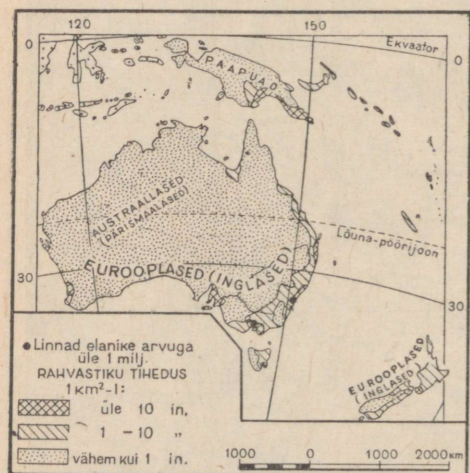 120
150
0
Ekvaator
0
PAAPUAD
AUSTRAALLASED
(PÄRISMAALASED)
Lõuna-pöörijoon
EUROOPLASED (INGLASED)
30
30
EUROOPLASED
(INGLASED)
Linnad elanike arvuga
üle 1 milj.
RAHVASTIKU TIHEDUS
1 KM²-l:
üle 10 in.
1 – 10 „
vähem kui 1 in.
1000 0 1000 2000 KM